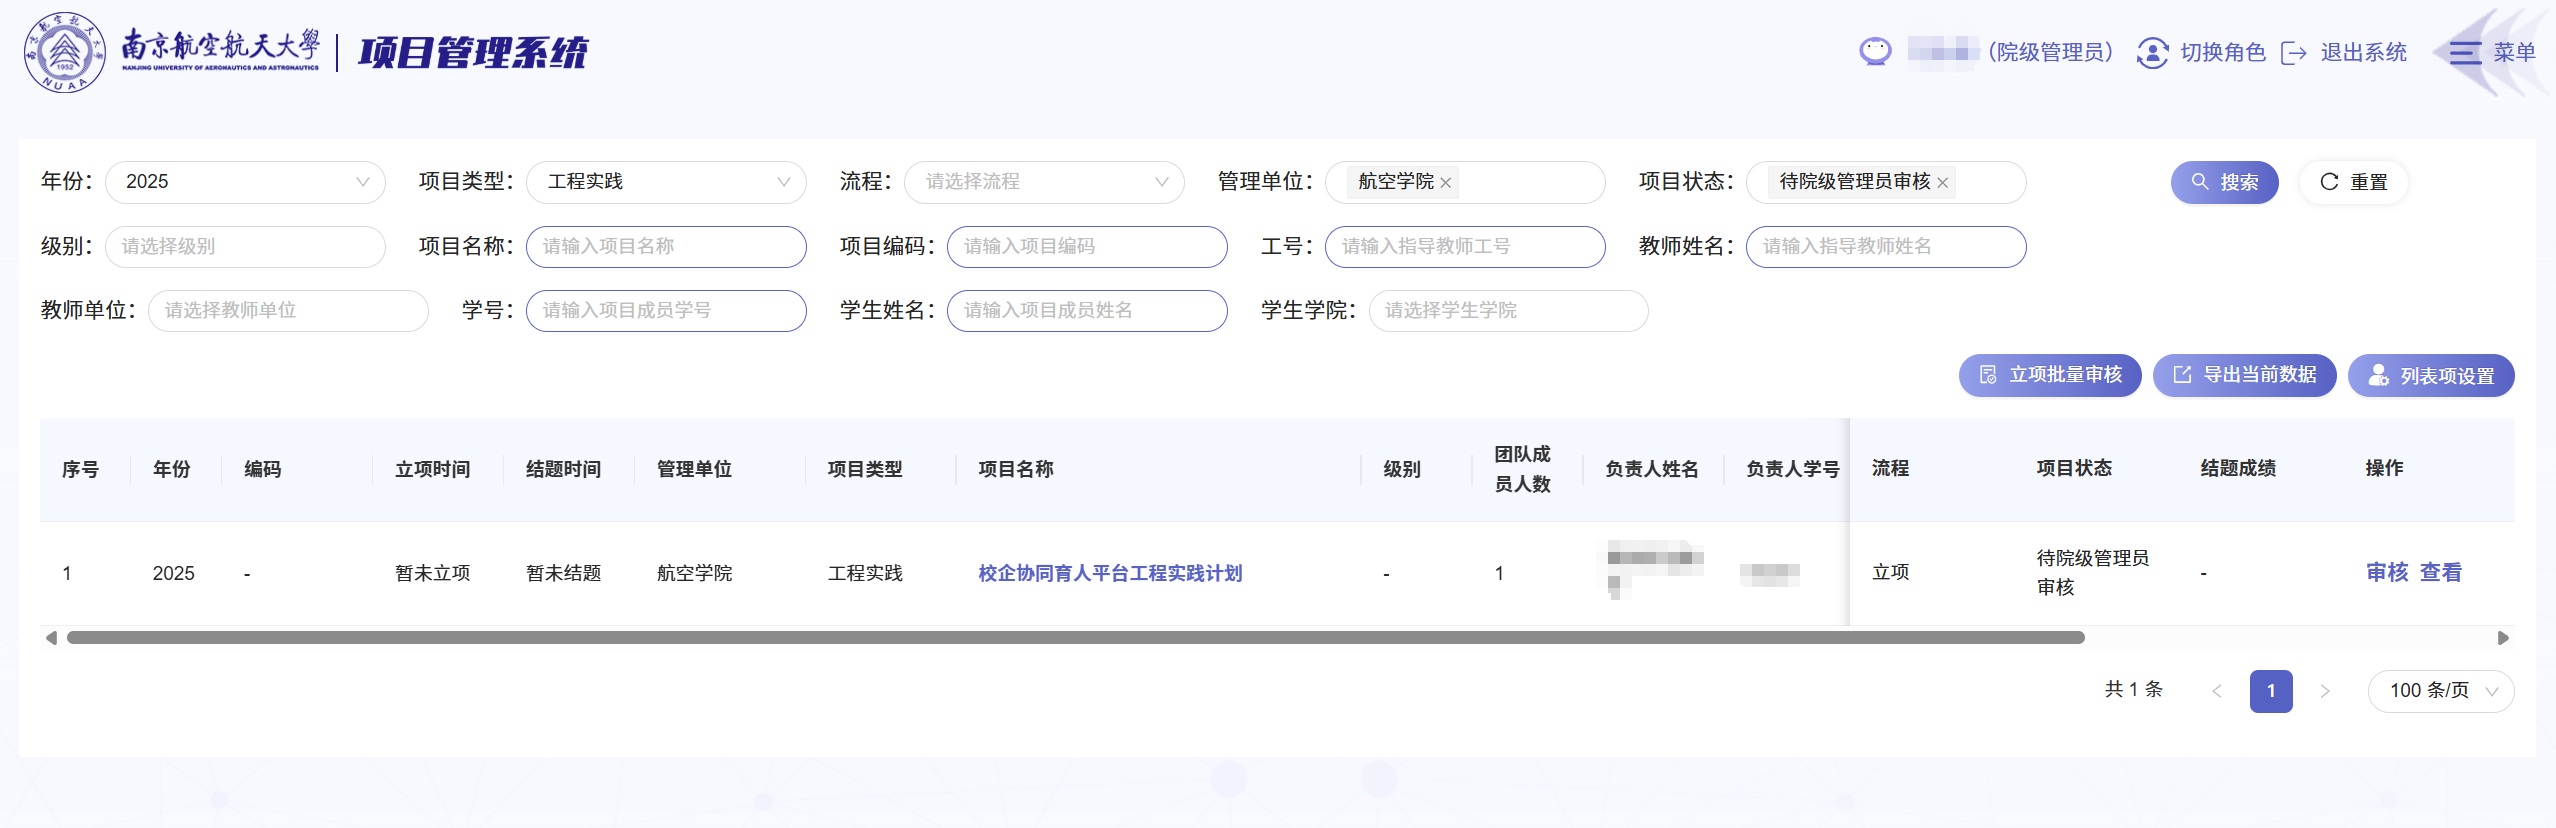 南京航空航天大學
NANJING UNIVERSITY OF AERONAUTICS AND ASTRONAUTICS
1952
NUAA
项目管理系统
(院级管理员) 切换角色 退出系统 菜单
年份: 2025 项目类型: 工程实践 流程: 请选择流程 管理单位: 航空学院 项目状态: 待院级管理员审核 搜索 重置
级别: 请选择级别 项目名称: 请输入项目名称 项目编码: 请输入项目编码 工号: 请输入指导教师工号 教师姓名: 请输入指导教师姓名
教师单位: 请选择教师单位 学号: 请输入项目成员学号 学生姓名: 请输入项目成员姓名 学生学院: 请选择学生学院
立项批量审核 导出当前数据 列表项设置
序号 年份 编码 立项时间 结题时间 管理单位 项目类型 项目名称 级别 团队成员人数 负责人姓名 负责人学号 流程 项目状态 结题成绩 操作
1 2025 - 暂未立项 暂未结题 航空学院 工程实践 校企协同育人平台工程实践计划 - 1 立项 待院级管理员审核 - 审核 查看
共 1 条 1 100 条/页